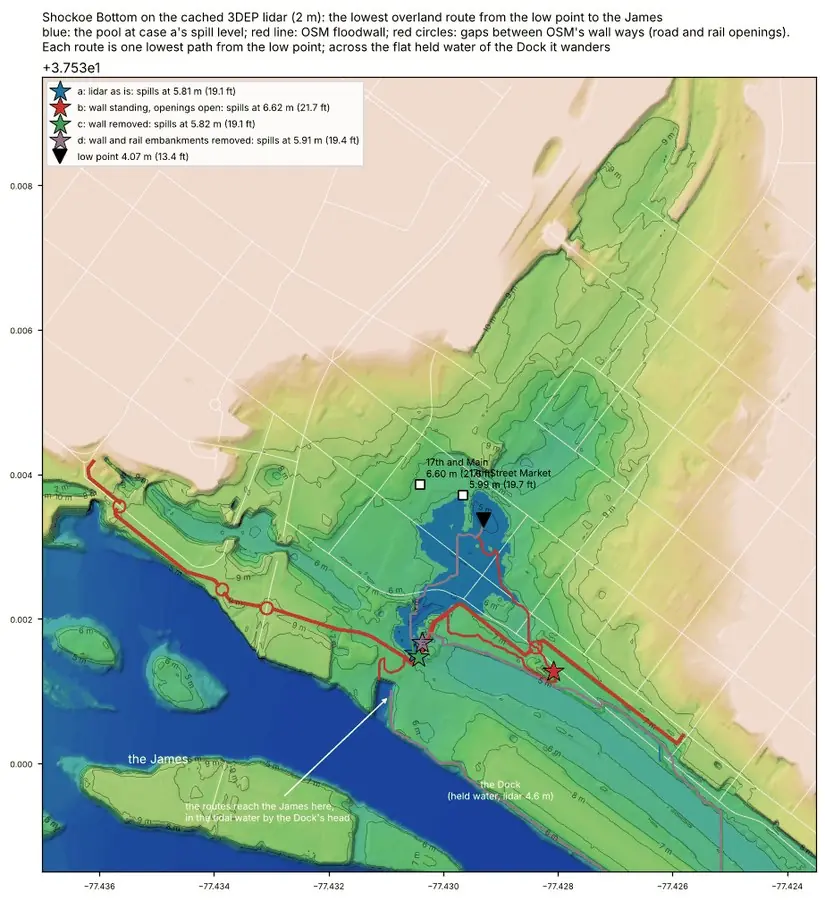 Shockoe Bottom on the cached 3DEP lidar (2 m): the lowest overland route from the low point to the James
blue: the pool at case a's spill level; red line: OSM floodwall; red circles: gaps between OSM's wall ways (road and rail openings).
Each route is one lowest path from the low point; across the flat held water of the Dock it wanders
+3.753e1
a: lidar as is: spills at 5.81 m (19.1 ft)
b: wall standing, openings open: spills at 6.62 m (21.7 ft)
c: wall removed: spills at 5.82 m (19.1 ft)
d: wall and rail embankments removed: spills at 5.91 m (19.4 ft)
low point 4.07 m (13.4 ft)
0.008
0.006
0.004
0.002
0.000
17th and Main
6.60 m
Street Market
5.99 m (19.7 ft)
the James
the routes reach the James here,
in the tidal water by the Dock's head
the Dock
(held water, lidar 4.6 m)
−77.436
−77.434
−77.432
−77.430
−77.428
−77.426
−77.424